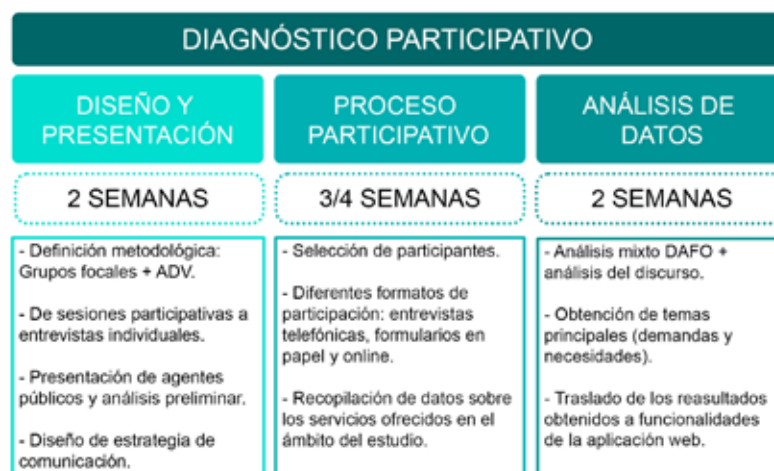 DIAGNÓSTICO PARTICIPATIVO
DISEÑO Y
PRESENTACIÓN
2 SEMANAS
- Definición metodológica:
Grupos focales + ADV.
- De sesiones participativas a
entrevistas individuales.
- Presentación de agentes
públicos y análisis preliminar.
- Diseño de estrategia de
comunicación.
PROCESO
PARTICIPATIVO
3/4 SEMANAS
- Selección de participantes.
- Diferentes formatos de
participación: entrevistas
telefónicas, formularios en
papel y online.
- Recopilación de datos sobre
los servicios ofrecidos en el
ámbito del estudio.
ANÁLISIS DE
DATOS
2 SEMANAS
- Análisis mixto DAFO +
análisis del discurso.
- Obtención de temas
principales (demandas y
necesidades).
- Traslado de los reasultados
obtenidos a funcionalidades
de la aplicación web.